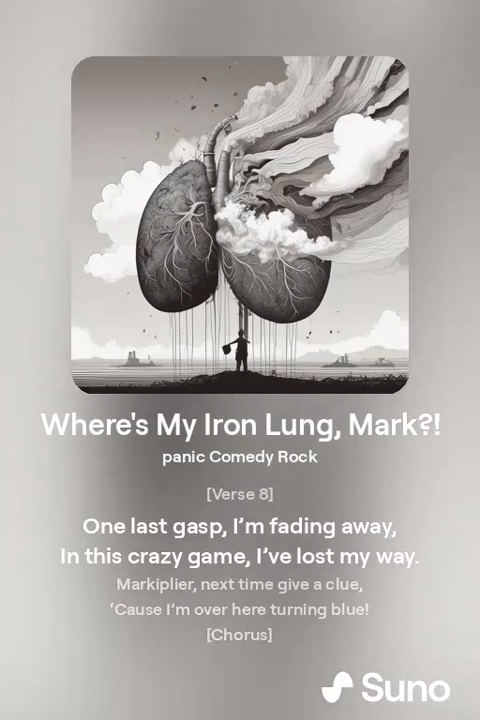 Where's My Iron Lung, Mark?!
panic Comedy Rock
[Verse 8]
One last gasp, I’m fading away,
In this crazy game, I’ve lost my way.
Markiplier, next time give a clue,
‘Cause I’m over here turning blue!
[Chorus]
Suno